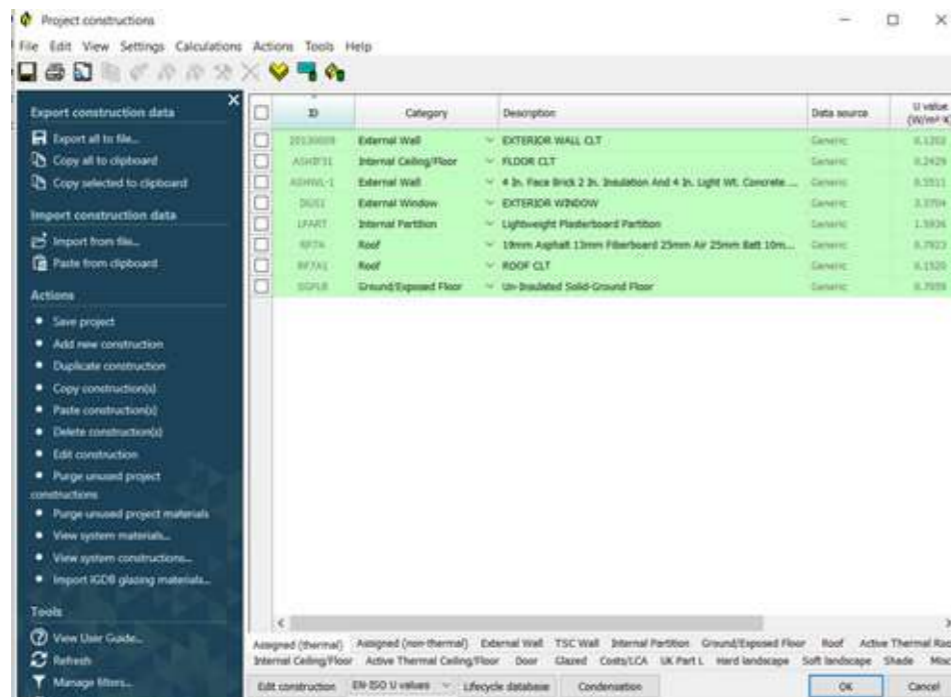 Project constructions
File Edit View Settings Calculations Actions Tools Help
Export construction data
Export all to file...
Copy all to clipboard
Copy selected to clipboard
Import construction data
Import from file...
Paste from clipboard
Actions
Save project
Add new construction
Duplicate construction
Copy construction(s)
Paste construction(s)
Delete construction(s)
Edit construction
Purge unused project
constructions
Purge unused project materials
View system materials...
View system constructions...
Import IGDB glazing materials...
Tools
View User Guide...
Refresh
Manage filters...
ID Category Description Data source U value
(W/m²·K)
External Wall EXTERIOR WALL CLT Generic
Internal Ceiling/Floor FLOOR CLT Generic
External Wall 4 In. Face Brick 2 In. Insulation And 4 In. Light Wt. Concrete ... Generic
External Window EXTERIOR WINDOW Generic
Internal Partition Lightweight Plasterboard Partition Generic
Roof 19mm Asphalt 13mm Fiberboard 25mm Air 25mm Batt 10m... Generic
Roof ROOF CLT Generic
Ground/Exposed Floor Un-Insulated Solid-Ground Floor Generic
Assigned (thermal) Assigned (non-thermal) External Wall TSC Wall Internal Partition Ground/Exposed Floor Roof Active Thermal Roo
Internal Ceiling/Floor Active Thermal Ceiling/Floor Door Glazed Costs/LCA UK Part L Hard landscape Soft landscape Shade
Edit construction EN-ISO U values Lifecycle database Condensation OK Cancel